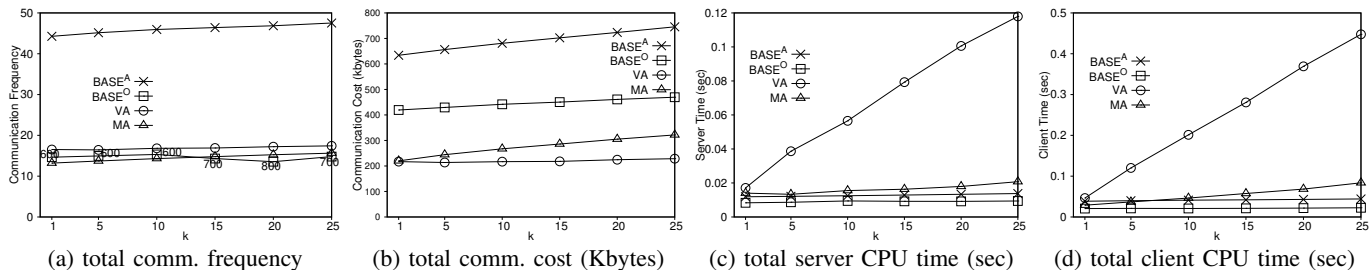 50
40
30
20
10
0
Communication Frequency
BASE^A
BASE^O
VA
MA
600
600
600
700
800
700
1 5 10 15 20 25
k
(a) total comm. frequency
800
700
600
500
400
300
200
100
0
Communication Cost (kbytes)
BASE^A
BASE^O
VA
MA
1 5 10 15 20 25
k
(b) total comm. cost (Kbytes)
0.12
0.1
0.08
0.06
0.04
0.02
0
Server Time (sec)
BASE^A
BASE^O
VA
MA
1 5 10 15 20 25
k
(c) total server CPU time (sec)
0.5
0.4
0.3
0.2
0.1
0
Client Time (sec)
BASE^A
BASE^O
VA
MA
1 5 10 15 20 25
k
(d) total client CPU time (sec)